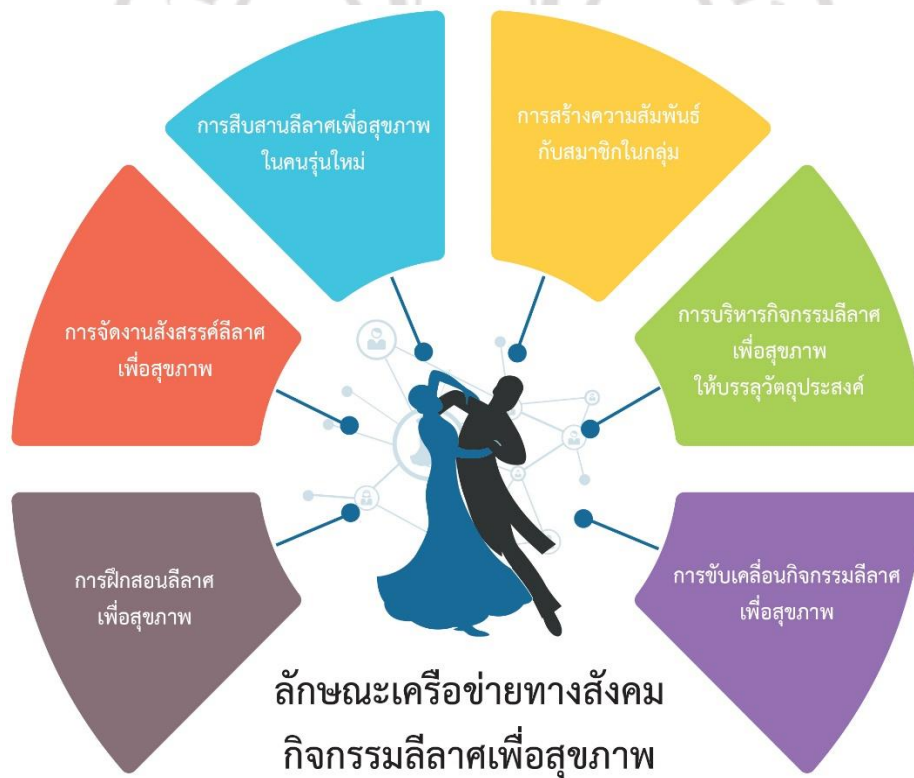 การสืบสานลีลาศเพื่อสุขภาพ
ในคนรุ่นใหม่
การสร้างความสัมพันธ์
กับสมาชิกในกลุ่ม
การจัดงานสังสรรค์ลีลาศ
เพื่อสุขภาพ
การบริหารกิจกรรมลีลาศ
เพื่อสุขภาพ
ให้บรรลุวัตถุประสงค์
การฝึกสอนลีลาศ
เพื่อสุขภาพ
การขับเคลื่อนกิจกรรมลีลาศ
เพื่อสุขภาพ
ลักษณะเครือข่ายทางสังคม
กิจกรรมลีลาศเพื่อสุขภาพ